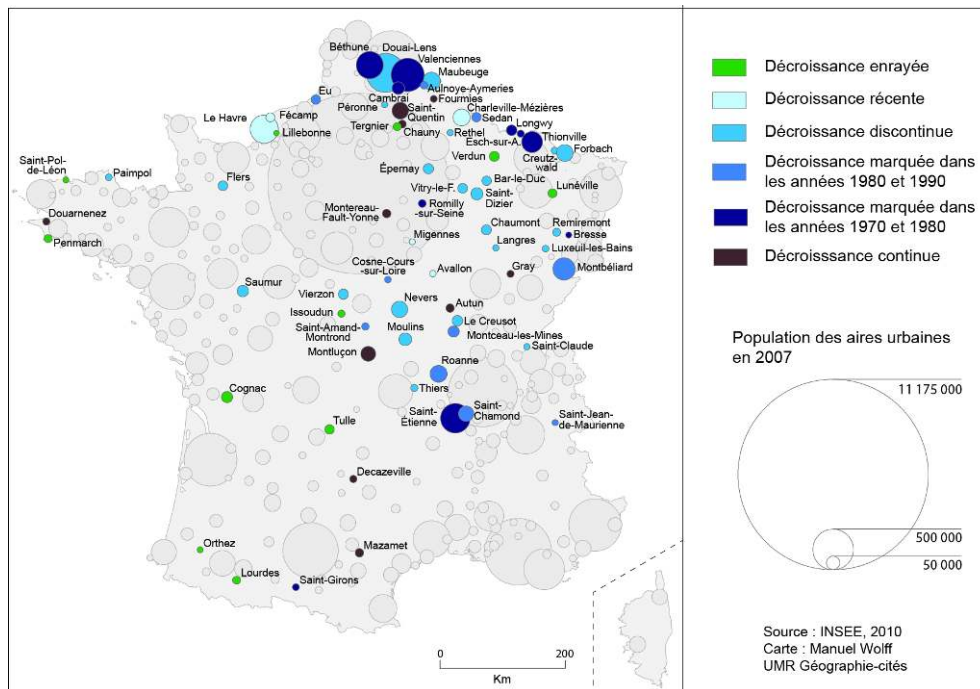 Béthune
Douai-Lens
Valenciennes
Maubeuge
Aulnoye-Aymeries
Fourmies
Cambrai
Eu
Péronne
Saint-
Quentin
Charleville-Mézières
Sedan
Longwy
Le Havre
Fécamp
Lillebonne
Tergnier
Chauny
Rethel
Esch-sur-A.
Thionville
Forbach
Creutz-
wald
Verdun
Saint-Pol-
de-Léon
Paimpol
Flers
Épernay
Bar-le-Duc
Lunéville
Vitry-le-F.
Saint-
Dizier
Douarnenez
Penmarch
Montereau-
Fault-Yonne
Romilly
-sur-Seine
Chaumont
Remiremont
Bresse
Migennes
Langres
Luxeuil-les-Bains
Cosne-Cours
-sur-Loire
Avallon
Gray
Montbéliard
Saumur
Vierzon
Nevers
Autun
Issoudun
Le Creusot
Saint-Amand-
Montrond
Moulins
Montceau-les-Mines
Montluçon
Saint-Claude
Roanne
Cognac
Thiers
Tulle
Saint-
Étienne
Saint-
Chamond
Saint-Jean-
de-Maurienne
Decazeville
Orthez
Mazamet
Lourdes
Saint-Girons
0
200
Km
Décroissance enrayée
Décroissance récente
Décroissance discontinue
Décroissance marquée dans
les années 1980 et 1990
Décroissance marquée dans
les années 1970 et 1980
Décroisssance continue
Population des aires urbaines
en 2007
11 175 000
500 000
50 000
Source : INSEE, 2010
Carte : Manuel Wolff
UMR Géographie-cités